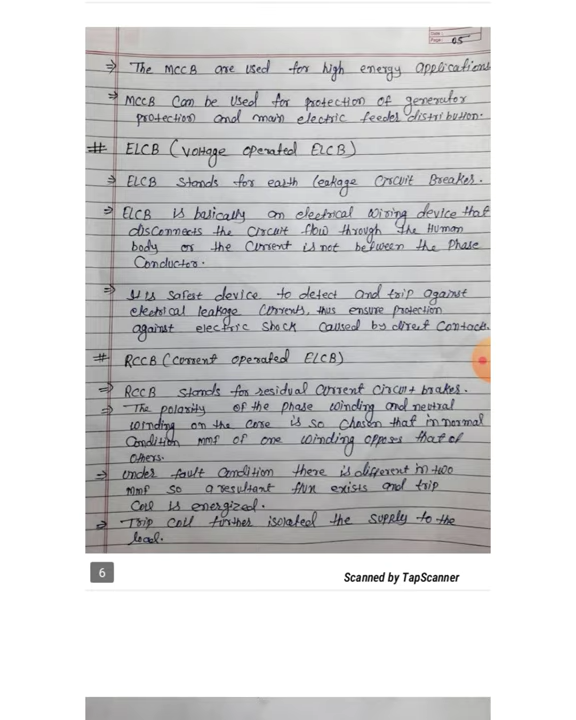 Date :
Page : 05
⇒ The MCCB are used for high energy applications
⇒ MCCB Can be used for protection of generator
protection and main electric feeder distribution.
# ELCB (Voltage operated ELCB)
⇒ ELCB stands for earth leakage Circuit Breaker.
⇒ ELCB is basically an electrical wiring device that
disconnects the circuit flow through the Human
body or the Current is not between the Phase
Conductor.
⇒ It is safest device to detect and trip against
electrical leakage Currents, thus ensure protection
against electric shock caused by direct contact.
# RCCB (current operated ELCB)
⇒ RCCB stands for residual current circuit brakes.
⇒ The polarity of the phase winding and neutral
winding on the core is so chosen that in normal
Condition mmf of one winding opposes that of
others.
⇒ Under fault Condition there is different in two
mmf so a resultant flux exists and trip
Coil is energized.
⇒ Trip Coil further isolated the supply to the
load.
6
Scanned by TapScanner